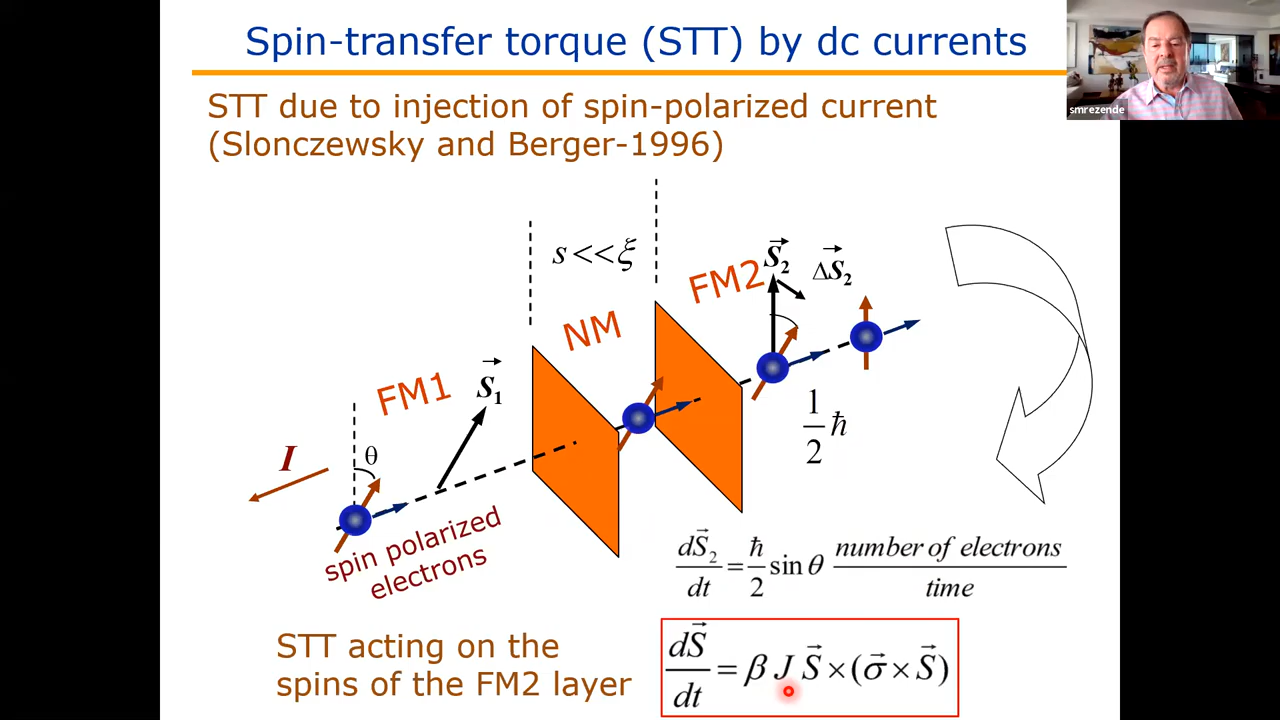 Spin-transfer torque (STT) by dc currents
smrezende
STT due to injection of spin-polarized current
(Slonczewsky and Berger-1996)
s<<ξ
FM2
S⃗₂
ΔS⃗₂
NM
FM1
S⃗₁
I
θ
1/2 ħ
spin polarized
electrons
dS⃗₂/dt = ħ/2 sin θ number of electrons/time
STT acting on the
spins of the FM2 layer
dS⃗/dt = β J S⃗×(σ⃗×S⃗)